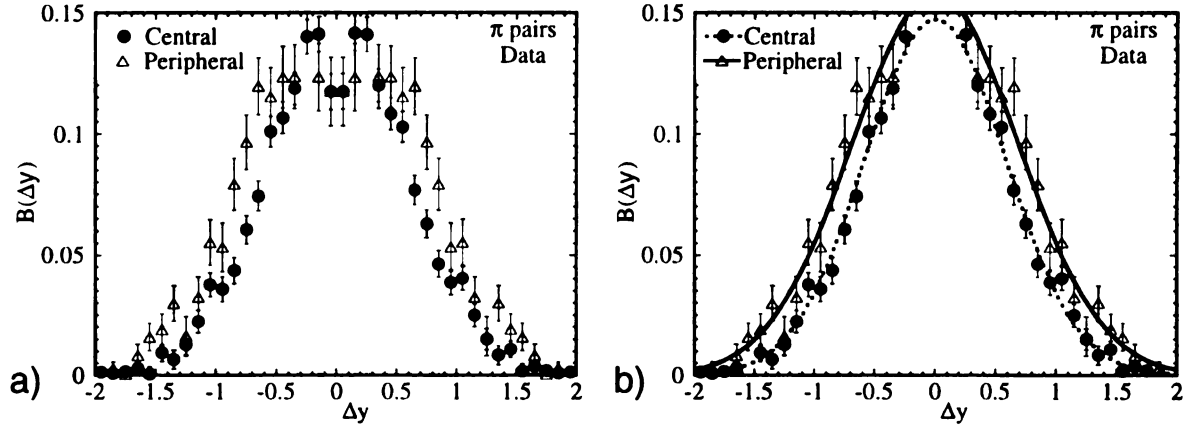 0.15
● Central
△ Peripheral
π pairs
Data
0.1
B(Δy)
0.05
0
-2 -1.5 -1 -0.5 0 0.5 1 1.5 2
Δy
a)
0.15
Central
Peripheral
π pairs
Data
0.1
B(Δy)
0.05
0
-2 -1.5 -1 -0.5 0 0.5 1 1.5 2
Δy
b)